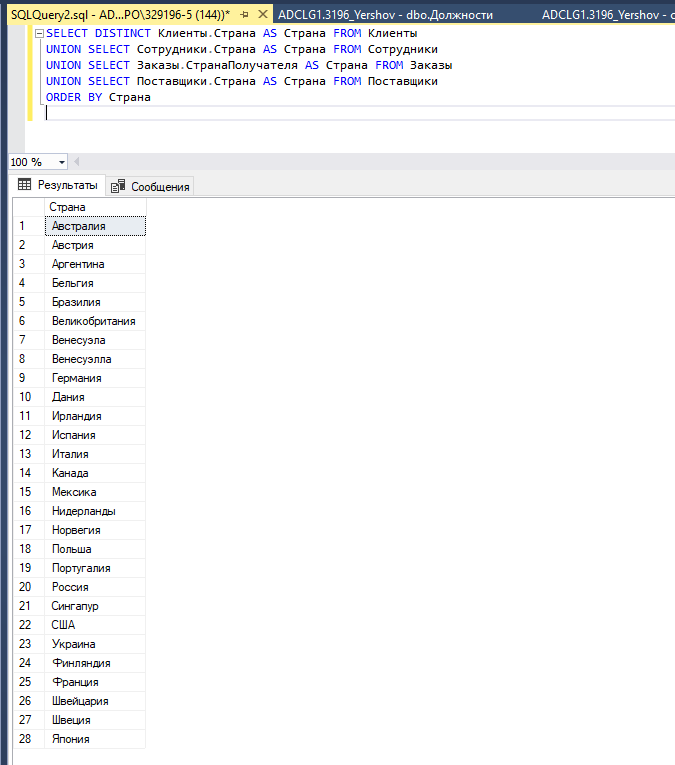 SQLQuery2.sql - AD...PO\329196-5 (144))* ADCLG1.3196_Yershov - dbo.Должности ADCLG1.3196_Yershov - c
SELECT DISTINCT Клиенты.Страна AS Страна FROM Клиенты
UNION SELECT Сотрудники.Страна AS Страна FROM Сотрудники
UNION SELECT Заказы.СтранаПолучателя AS Страна FROM Заказы
UNION SELECT Поставщики.Страна AS Страна FROM Поставщики
ORDER BY Страна
100 %
Результаты Сообщения
Страна
1 Австралия
2 Австрия
3 Аргентина
4 Бельгия
5 Бразилия
6 Великобритания
7 Венесуэла
8 Венесуэлла
9 Германия
10 Дания
11 Ирландия
12 Испания
13 Италия
14 Канада
15 Мексика
16 Нидерланды
17 Норвегия
18 Польша
19 Португалия
20 Россия
21 Сингапур
22 США
23 Украина
24 Финляндия
25 Франция
26 Швейцария
27 Швеция
28 Япония